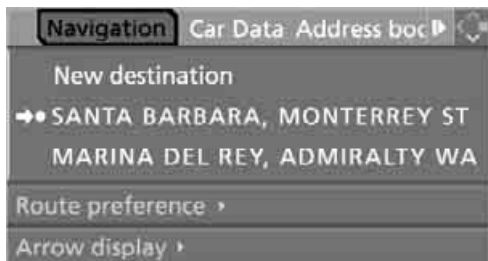 Navigation Car Data Address boc
New destination
SANTA BARBARA, MONTERREY ST
MARINA DEL REY, ADMIRALTY WA
Route preference
Arrow display